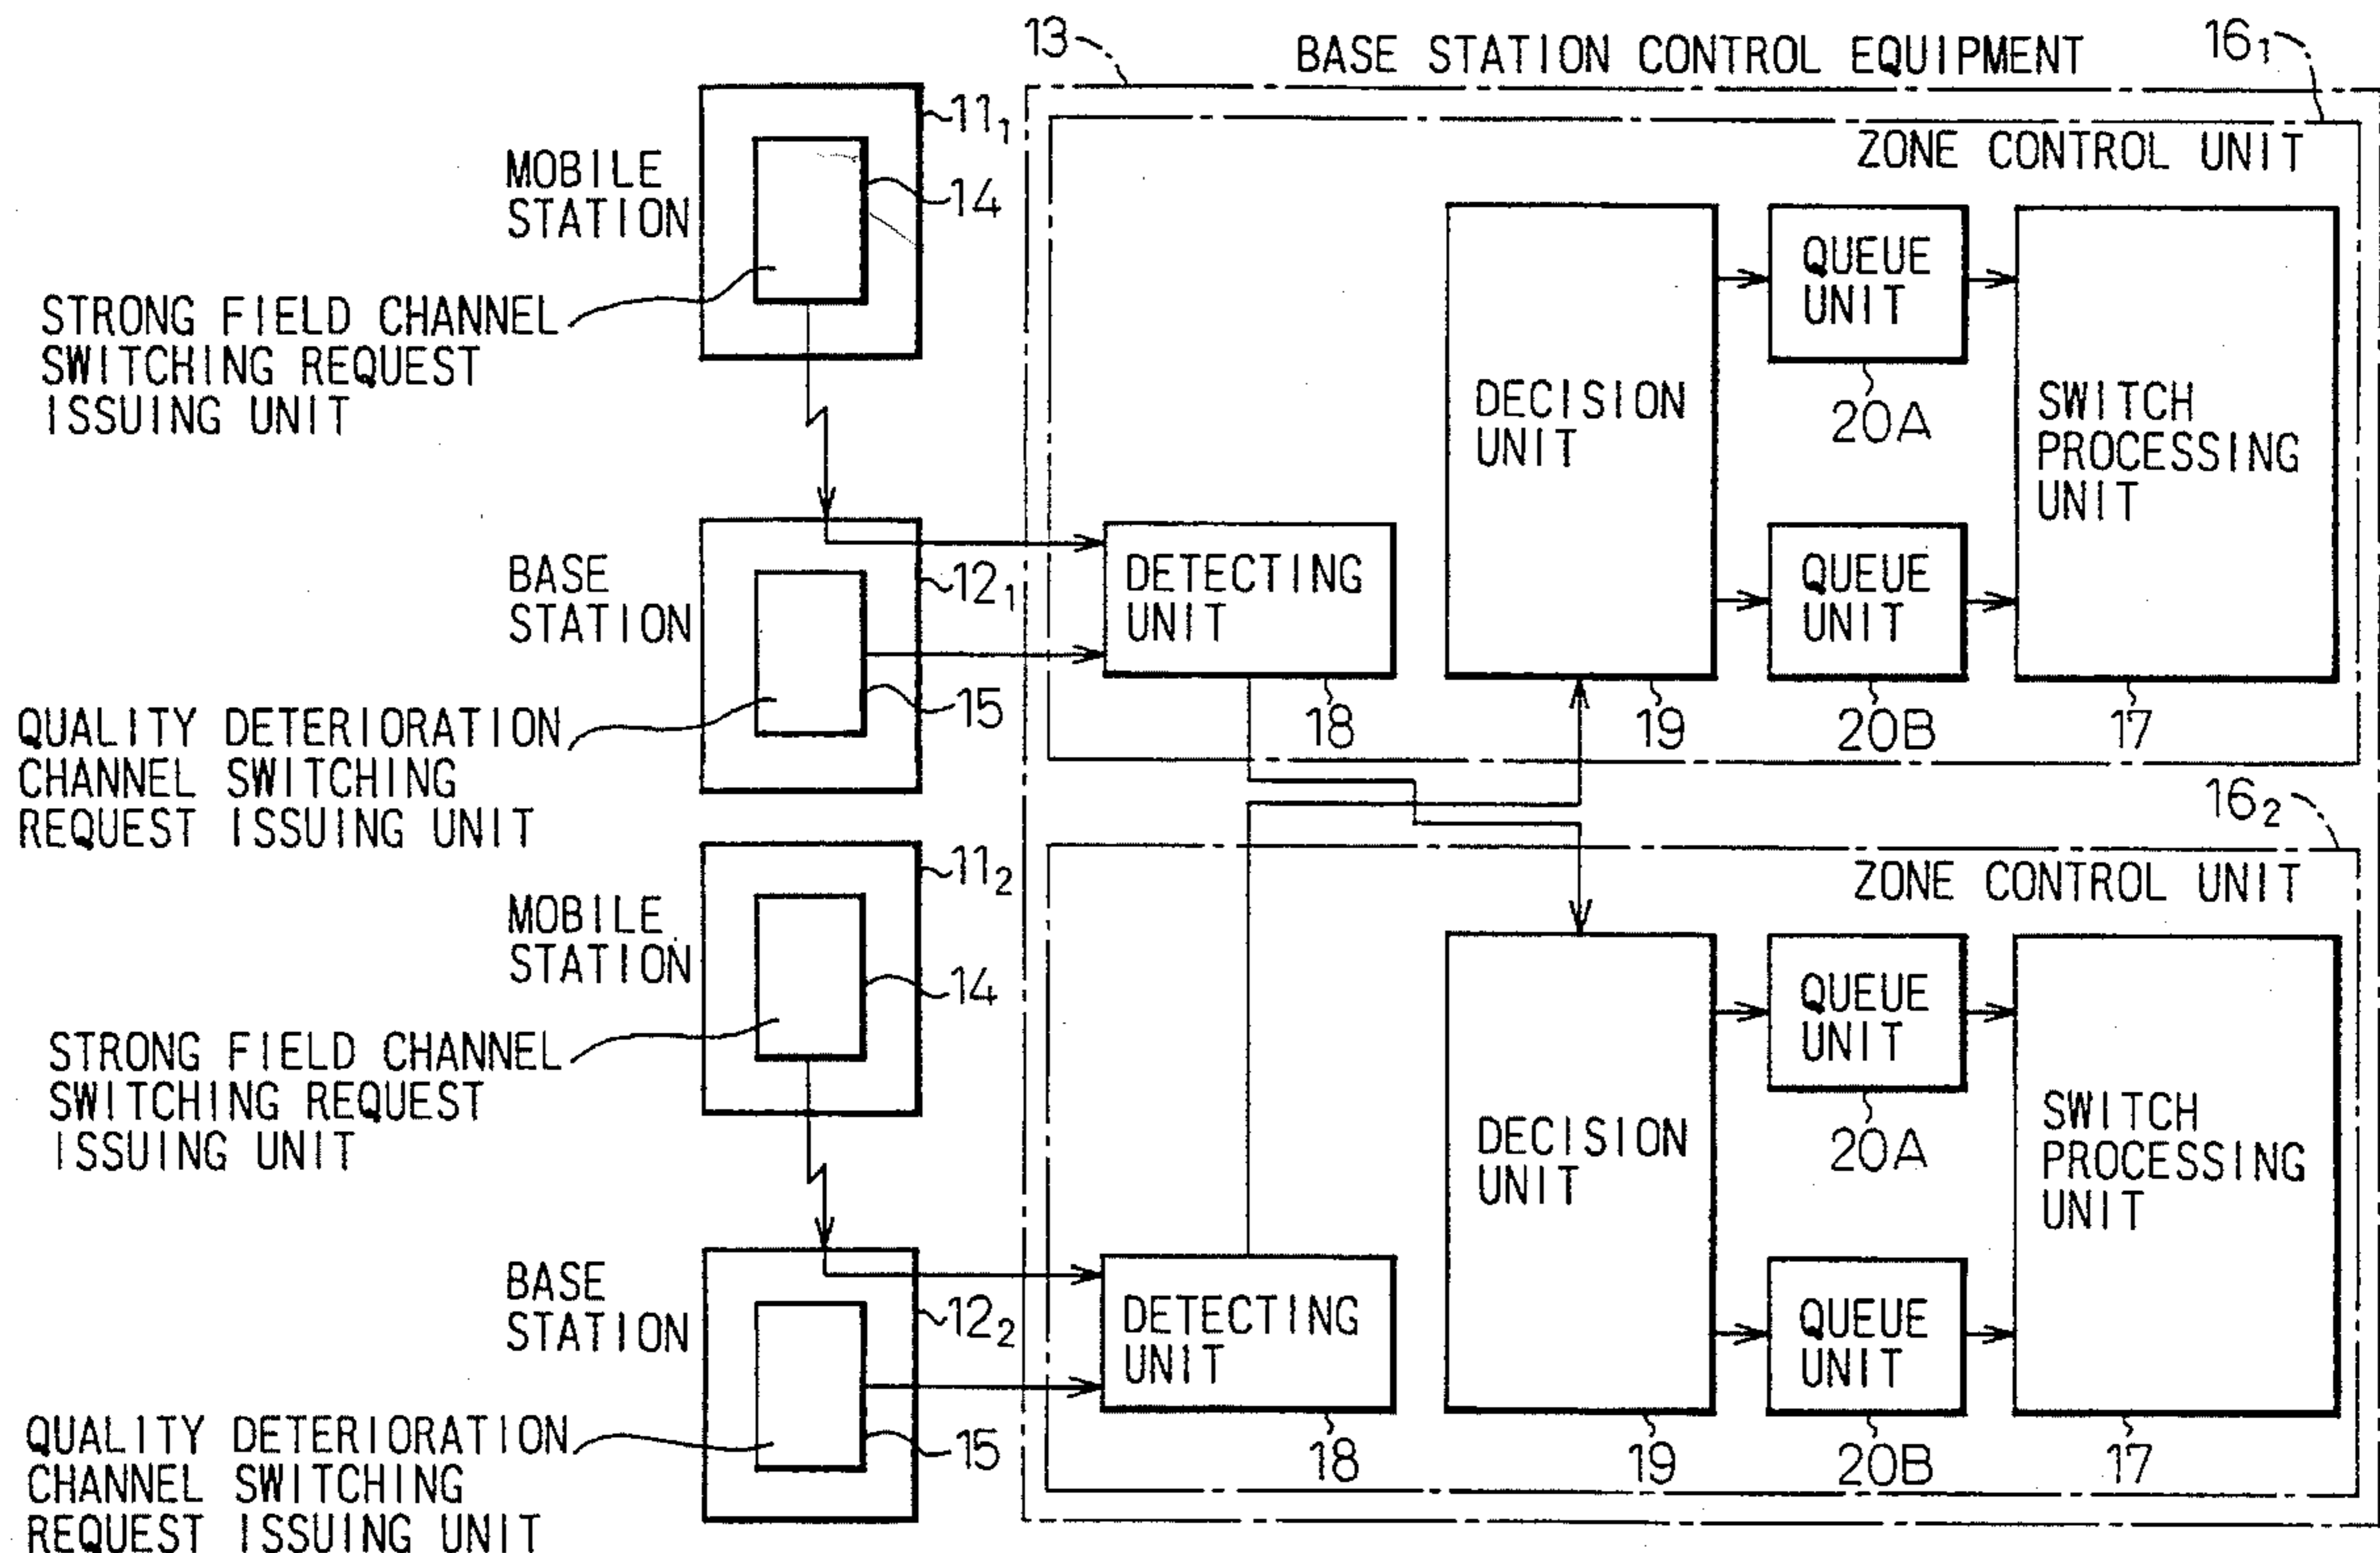 13
BASE STATION CONTROL EQUIPMENT
16₁
11₁
ZONE CONTROL UNIT
MOBILE
STATION
14
STRONG FIELD CHANNEL
SWITCHING REQUEST
ISSUING UNIT
DECISION
UNIT
QUEUE
UNIT
20A
SWITCH
PROCESSING
UNIT
BASE
STATION
12₁
DETECTING
UNIT
QUEUE
UNIT
15
18
19
20B
17
QUALITY DETERIORATION
CHANNEL SWITCHING
REQUEST ISSUING UNIT
16₂
11₂
ZONE CONTROL UNIT
MOBILE
STATION
14
STRONG FIELD CHANNEL
SWITCHING REQUEST
ISSUING UNIT
DECISION
UNIT
QUEUE
UNIT
20A
SWITCH
PROCESSING
UNIT
BASE
STATION
12₂
DETECTING
UNIT
QUEUE
UNIT
15
18
19
20B
17
QUALITY DETERIORATION
CHANNEL SWITCHING
REQUEST ISSUING UNIT